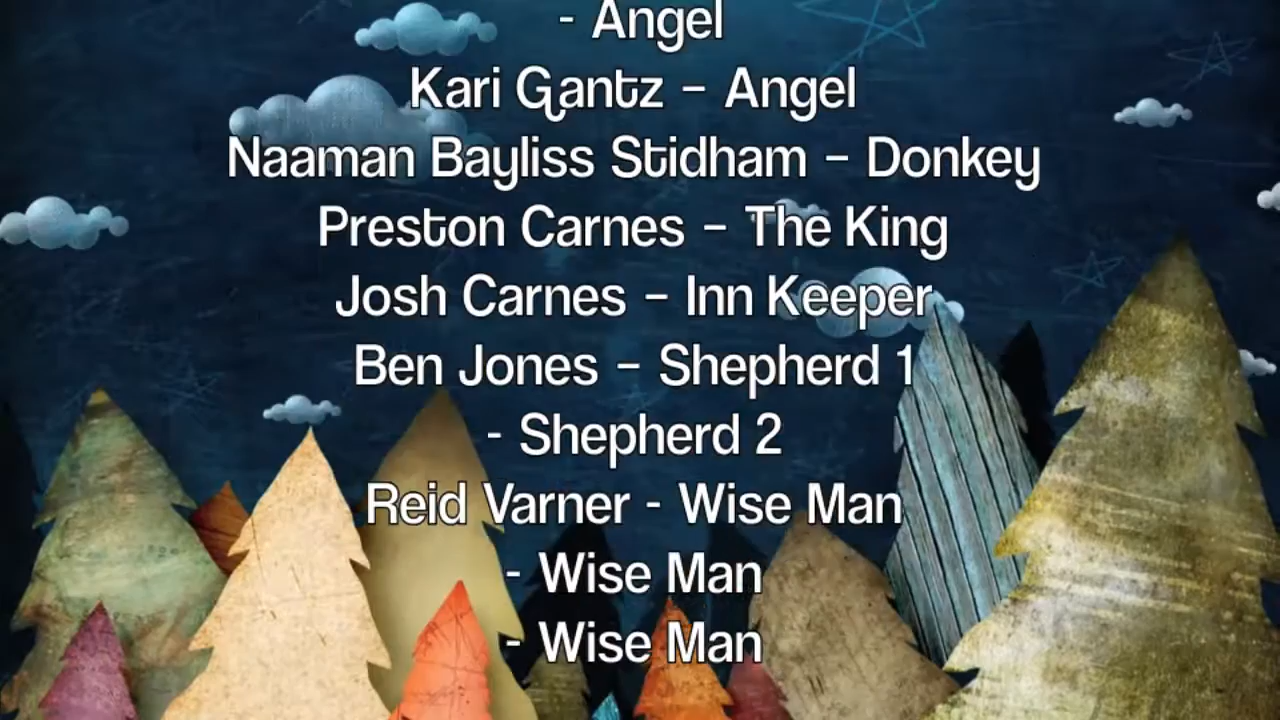 - Angel
Kari Gantz – Angel
Naaman Bayliss Stidham – Donkey
Preston Carnes – The King
Josh Carnes – Inn Keeper
Ben Jones – Shepherd 1
- Shepherd 2
Reid Varner - Wise Man
- Wise Man
- Wise Man